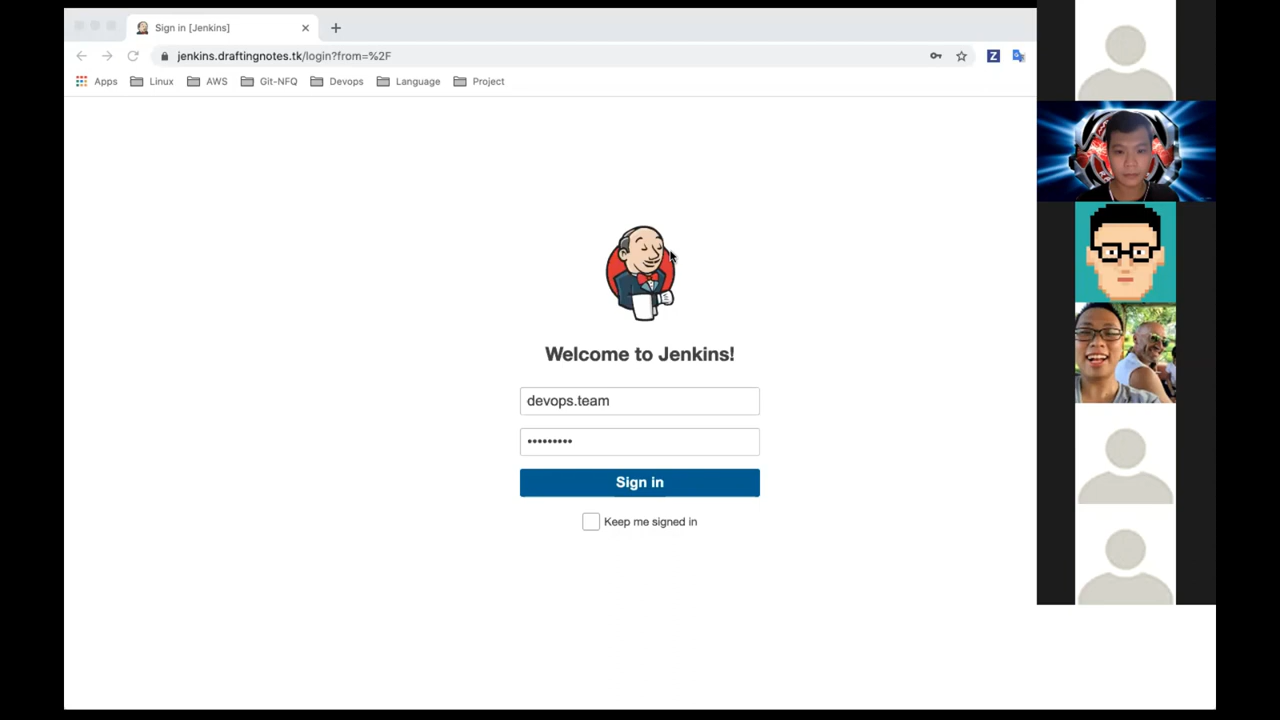 Sign in [Jenkins]
jenkins.draftingnotes.tk/login?from=%2F
Apps Linux AWS Git-NFQ Devops Language Project
Welcome to Jenkins!
devops.team
•••••••••
Sign in
Keep me signed in